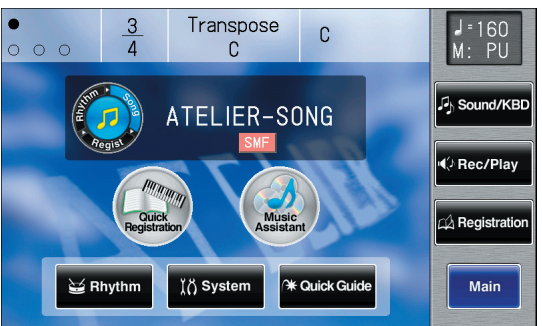 3
4
Transpose
C
C
♩=160
M: PU
Rhythm
Song
Regist
ATELIER-SONG
SMF
Sound/KBD
Rec/Play
Quick
Registration
Music
Assistant
Registration
Rhythm
System
Quick Guide
Main
ATELIER